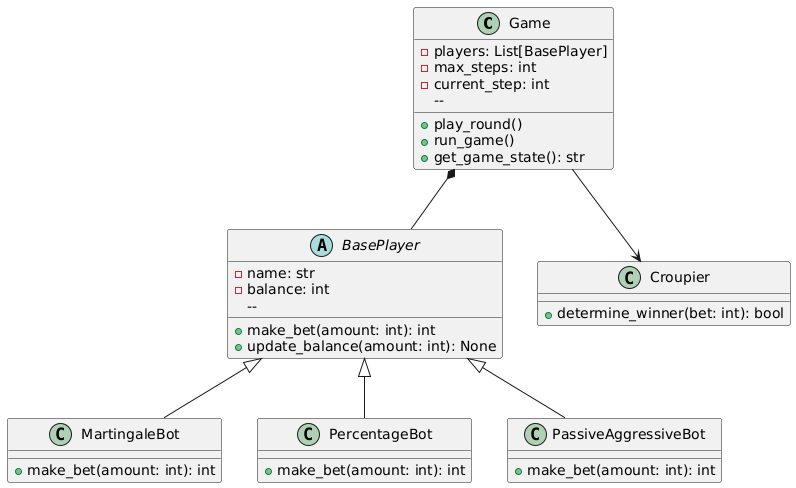 C Game
players: List[BasePlayer]
max_steps: int
current_step: int
--
play_round()
run_game()
get_game_state(): str
A BasePlayer
name: str
balance: int
--
make_bet(amount: int): int
update_balance(amount: int): None
C Croupier
determine_winner(bet: int): bool
C MartingaleBot
make_bet(amount: int): int
C PercentageBot
make_bet(amount: int): int
C PassiveAggressiveBot
make_bet(amount: int): int